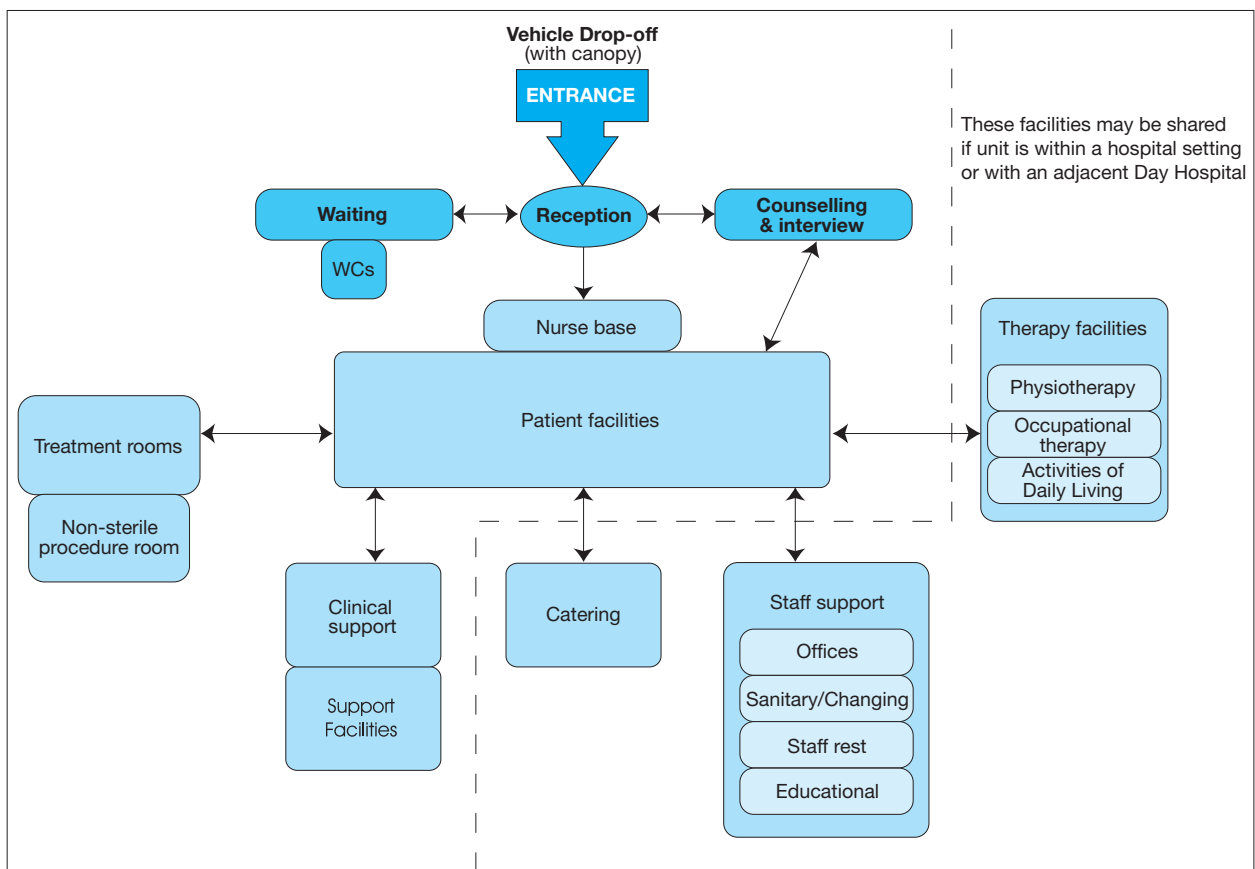 Vehicle Drop-off
(with canopy)
ENTRANCE
These facilities may be shared
if unit is within a hospital setting
or with an adjacent Day Hospital
Waiting
Reception
Counselling
& interview
WCs
Nurse base
Therapy facilities
Physiotherapy
Occupational
therapy
Activities of
Daily Living
Patient facilities
Treatment rooms
Non-sterile
procedure room
Clinical
support
Support
Facilities
Catering
Staff support
Offices
Sanitary/Changing
Staff rest
Educational